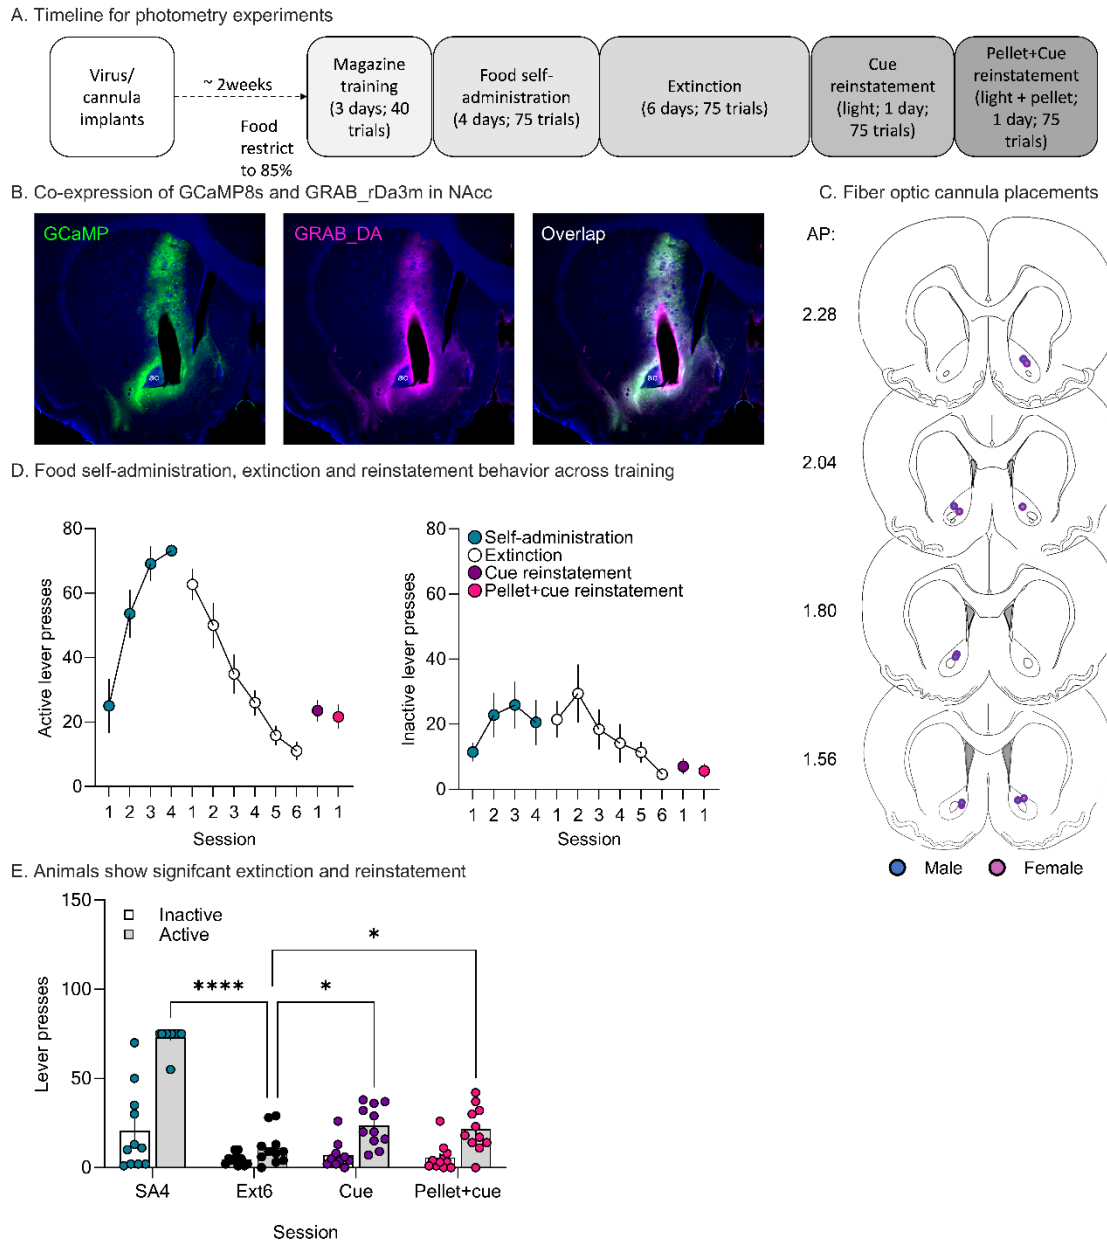 A. Timeline for photometry experiments
Virus/
cannula
implants
~ 2weeks
Food
restrict
to 85%
Magazine
training
(3 days; 40
trials)
Food self-
administration
(4 days; 75 trials)
Extinction
(6 days; 75 trials)
Cue
reinstatement
(light; 1 day;
75 trials)
Pellet+Cue
reinstatement
(light + pellet;
1 day; 75
trials)
B. Co-expression of GCaMP8s and GRAB_rDa3m in NAcc
GCaMP
ac
GRAB_DA
ac
Overlap
ac
C. Fiber optic cannula placements
AP:
2.28
2.04
1.80
1.56
Male
Female
D. Food self-administration, extinction and reinstatement behavior across training
Active lever presses
80
60
40
20
0
1 2 3 4 1 2 3 4 5 6 1 1
Session
Inactive lever presses
80
60
40
20
0
Self-administration
Extinction
Cue reinstatement
Pellet+cue reinstatement
1 2 3 4 1 2 3 4 5 6 1 1
Session
E. Animals show signifcant extinction and reinstatement
Lever presses
150
100
50
0
Inactive
Active
****
*
*
SA4
Ext6
Cue
Pellet+cue
Session